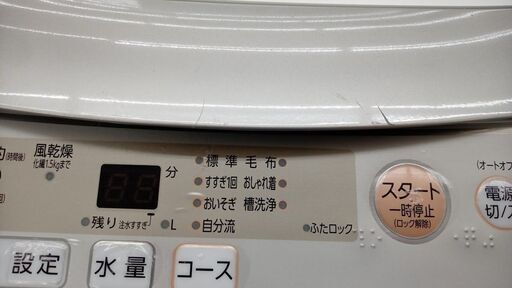 約(時間後)
風乾燥
化繊1.5kgまで
分
残り 注水すすぎ
L
標準 毛布
すすぎ1回 おしゃれ着
おいそぎ 槽洗浄
自分流
ふたロック
スタート
一時停止
(ロック解除)
(オートオフ
電源
切/
設定
水量
コース